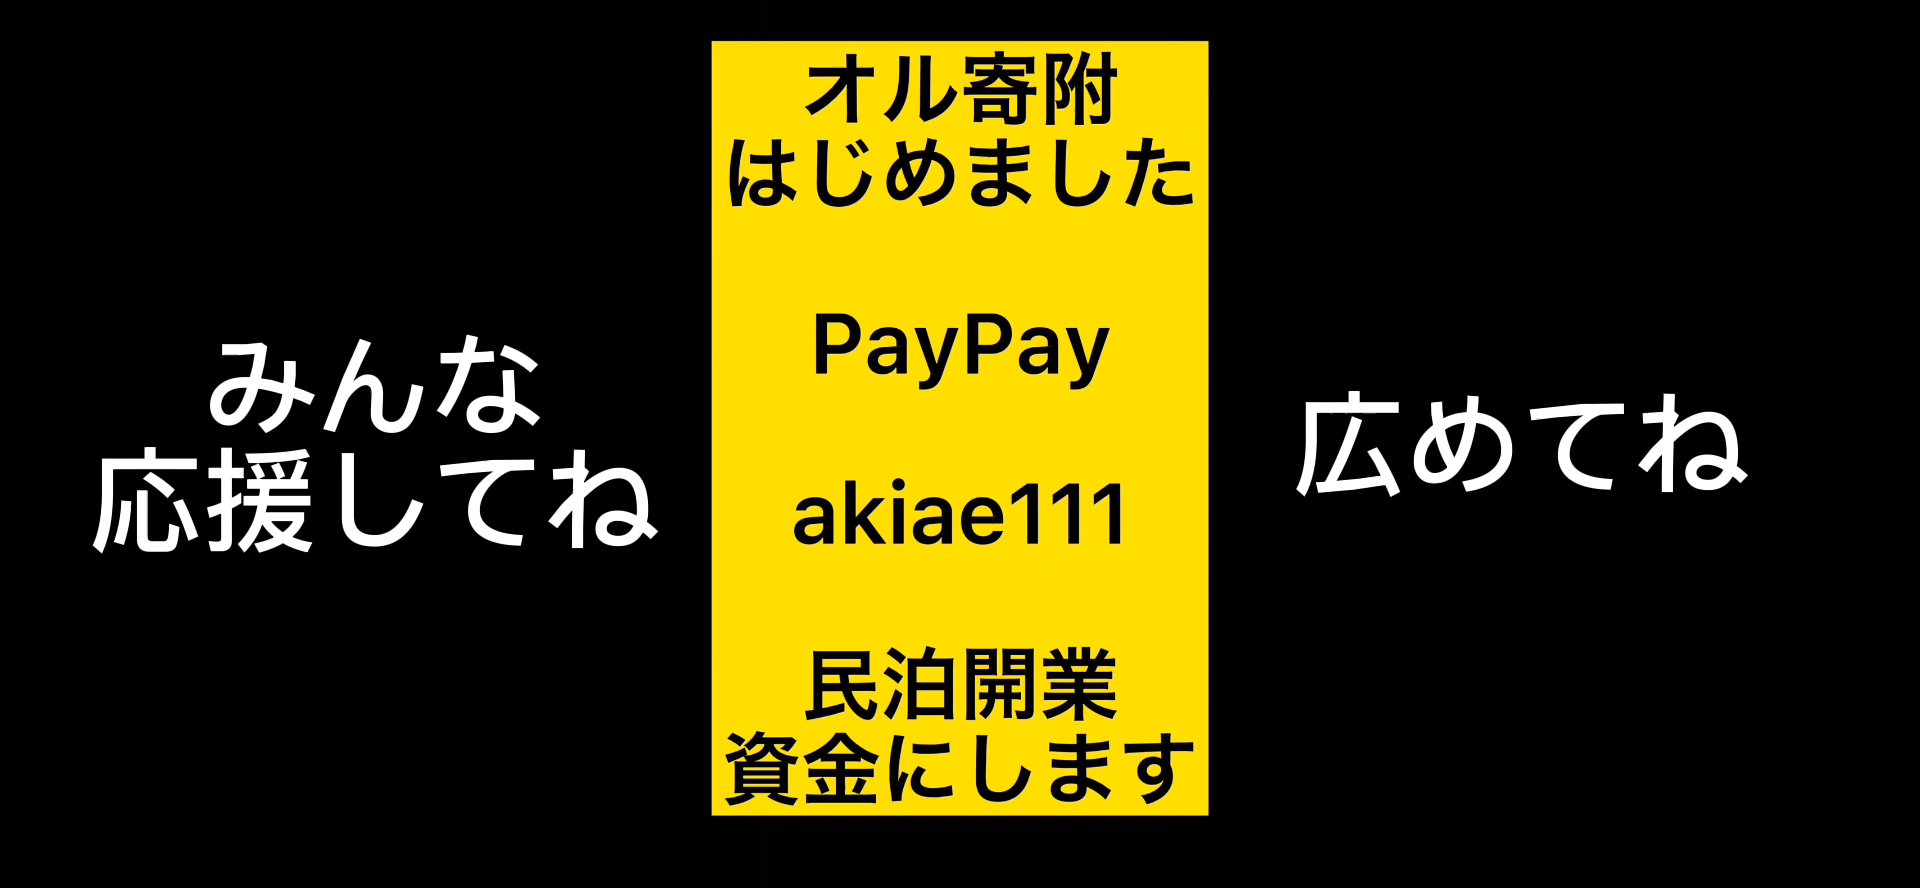 みんな
応援してね
オル寄附
はじめました
PayPay
akiae111
民泊開業
資金にします
広めてね